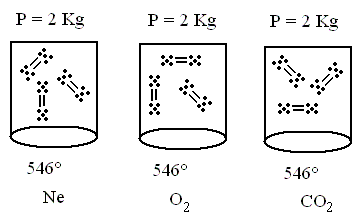 P = 2 Kg P = 2 Kg P = 2 Kg
546° 546° 546°
Ne O₂ CO₂